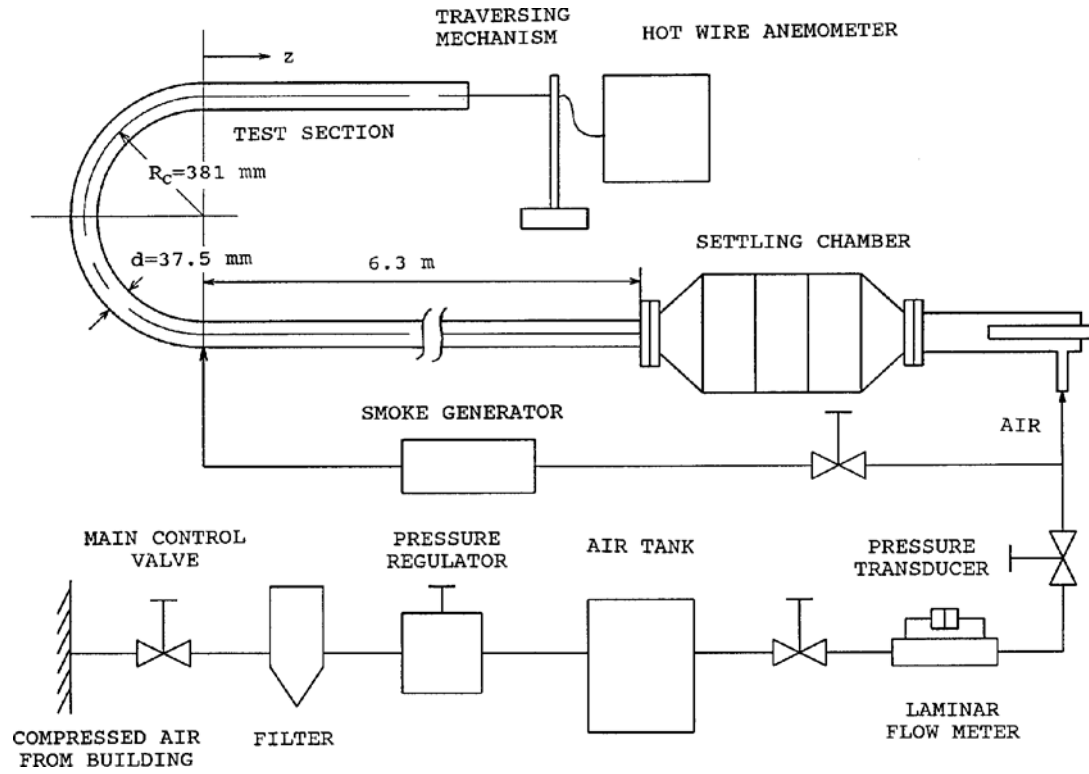 TRAVERSING
MECHANISM
HOT WIRE ANEMOMETER
z
TEST SECTION
Rc=381 mm
SETTLING CHAMBER
d=37.5 mm
6.3 m
SMOKE GENERATOR
AIR
MAIN CONTROL
VALVE
PRESSURE
REGULATOR
AIR TANK
PRESSURE
TRANSDUCER
COMPRESSED AIR
FROM BUILDING
FILTER
LAMINAR
FLOW METER